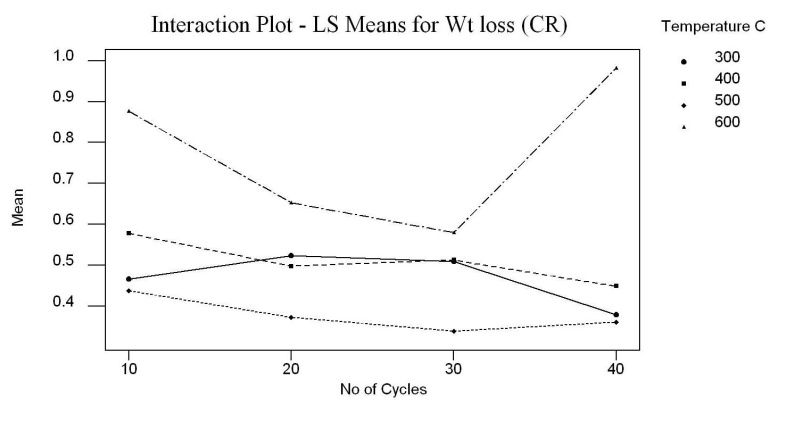 Interaction Plot - LS Means for Wt loss (CR)
Temperature C
300
400
500
600
1.0
0.9
0.8
0.7
0.6
0.5
0.4
Mean
10 20 30 40
No of Cycles